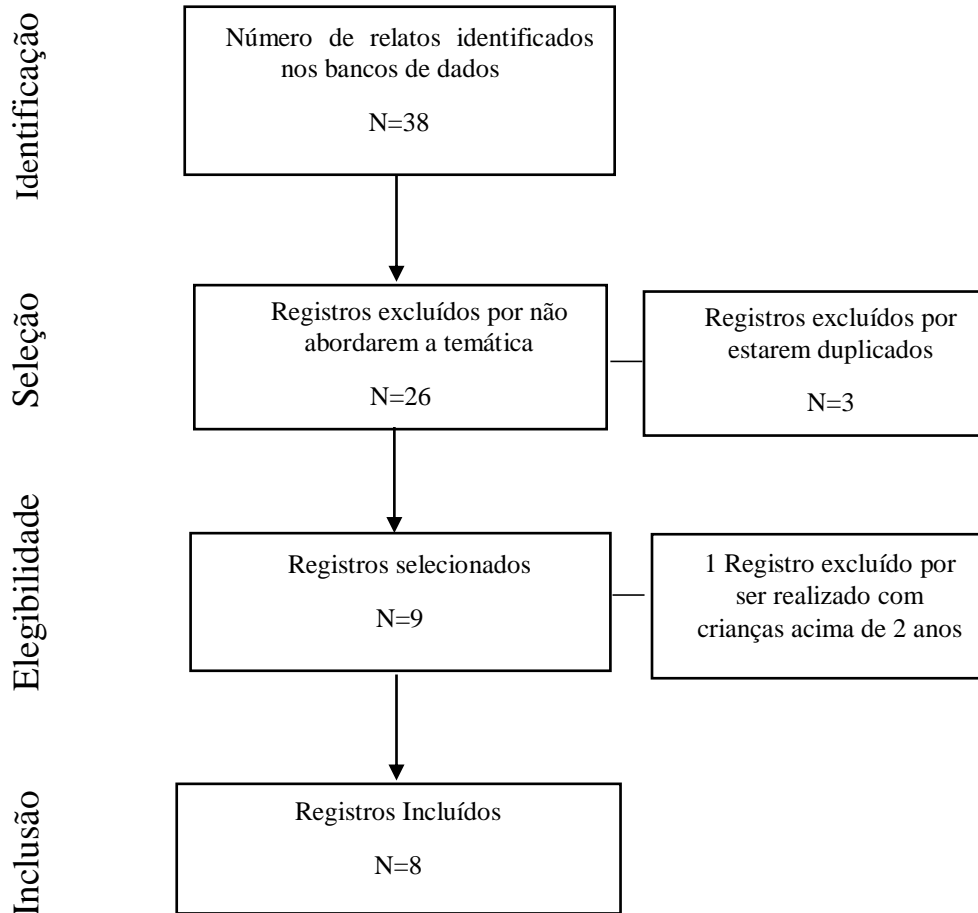 Identificação
Número de relatos identificados
nos bancos de dados
N=38
Seleção
Registros excluídos por não
abordarem a temática
N=26
Registros excluídos por
estarem duplicados
N=3
Elegibilidade
Registros selecionados
N=9
1 Registro excluído por
ser realizado com
crianças acima de 2 anos
Inclusão
Registros Incluídos
N=8